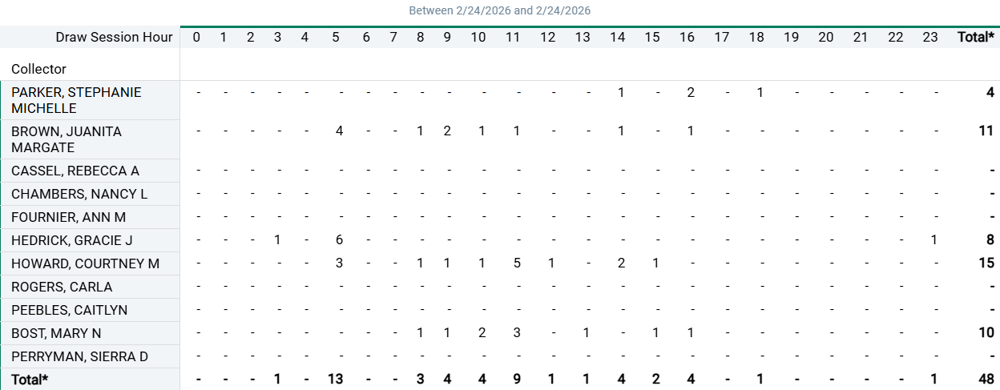 Between 2/24/2026 and 2/24/2026
Draw Session Hour 0 1 2 3 4 5 6 7 8 9 10 11 12 13 14 15 16 17 18 19 20 21 22 23 Total*
Collector
PARKER, STEPHANIE - - - - - - - - - - - - - - 1 - 2 - 1 - - - - - 4
MICHELLE
BROWN, JUANITA - - - - - 4 - - 1 2 1 1 - - 1 - 1 - - - - - - - 11
MARGATE
CASSEL, REBECCA A - - - - - - - - - - - - - - - - - - - - - - - - -
CHAMBERS, NANCY L - - - - - - - - - - - - - - - - - - - - - - - - -
FOURNIER, ANN M - - - - - - - - - - - - - - - - - - - - - - - - -
HEDRICK, GRACIE J - - - 1 - 6 - - - - - - - - - - - - - - - - - 1 8
HOWARD, COURTNEY M - - - - - 3 - - 1 1 1 5 1 - 2 1 - - - - - - - - 15
ROGERS, CARLA - - - - - - - - - - - - - - - - - - - - - - - - -
PEEBLES, CAITLYN - - - - - - - - - - - - - - - - - - - - - - - - -
BOST, MARY N - - - - - - - - 1 1 2 3 - 1 - 1 1 - - - - - - - 10
PERRYMAN, SIERRA D - - - - - - - - - - - - - - - - - - - - - - - - -
Total* - - - 1 - 13 - - 3 4 4 9 1 1 4 2 4 - 1 - - - - 1 48